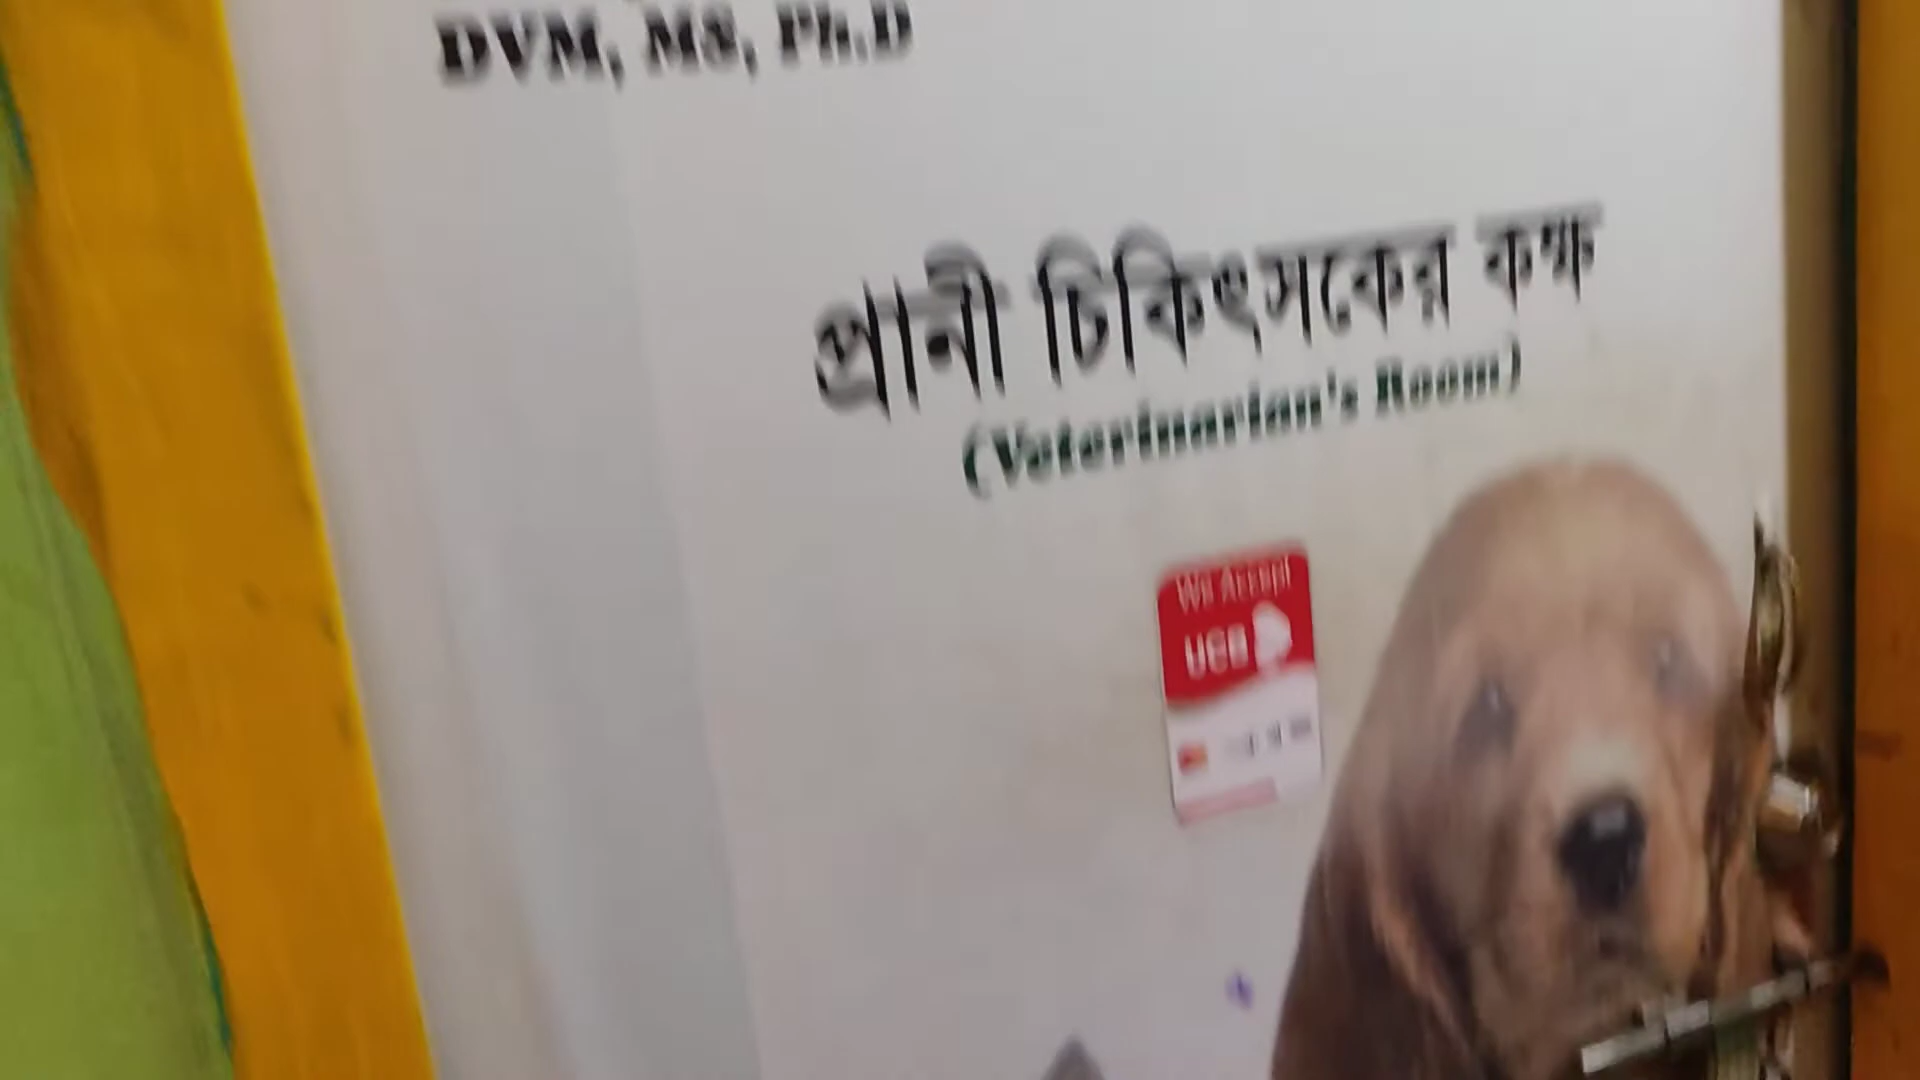 DVM, MS, Ph.D
প্রানী চিকিৎসকের কক্ষ
(Veterinarian's Room)
We Accept
UCB